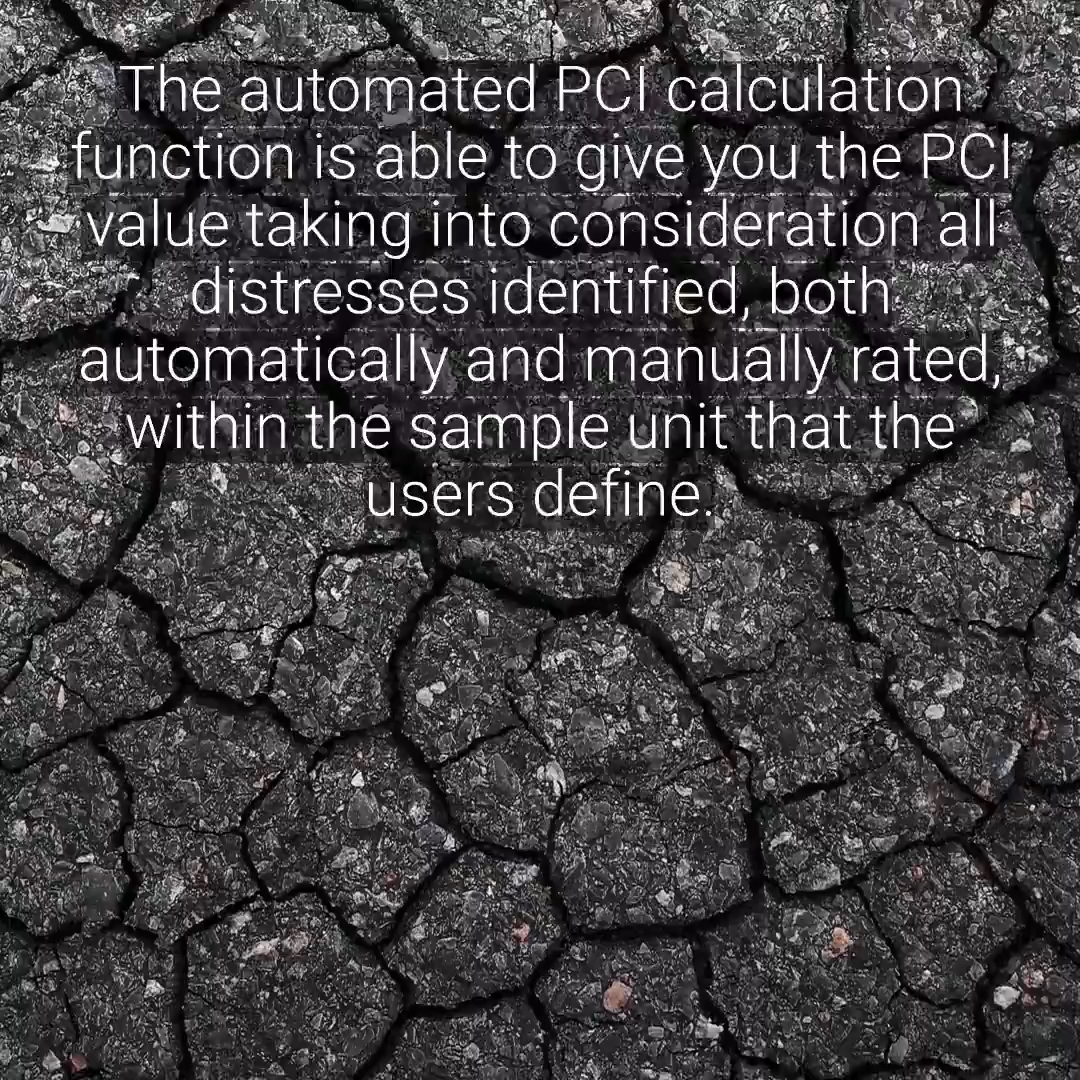 The automated PCI calculation
function is able to give you the PCI
value taking into consideration all
distresses identified, both
automatically and manually rated,
within the sample unit that the
users define.